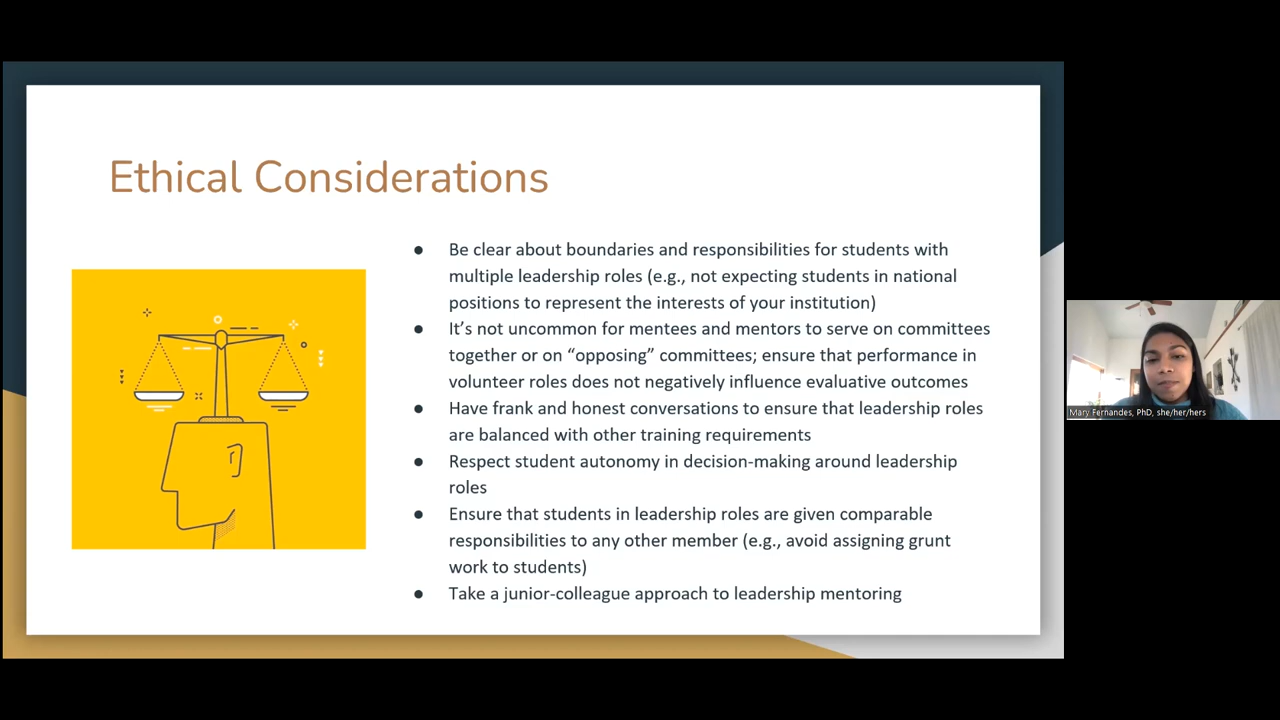 Ethical Considerations
● Be clear about boundaries and responsibilities for students with
multiple leadership roles (e.g., not expecting students in national
positions to represent the interests of your institution)
● It’s not uncommon for mentees and mentors to serve on committees
together or on “opposing” committees; ensure that performance in
volunteer roles does not negatively influence evaluative outcomes
● Have frank and honest conversations to ensure that leadership roles
are balanced with other training requirements
● Respect student autonomy in decision-making around leadership
roles
● Ensure that students in leadership roles are given comparable
responsibilities to any other member (e.g., avoid assigning grunt
work to students)
● Take a junior-colleague approach to leadership mentoring
Mary Fernandes, PhD, she/her/hers